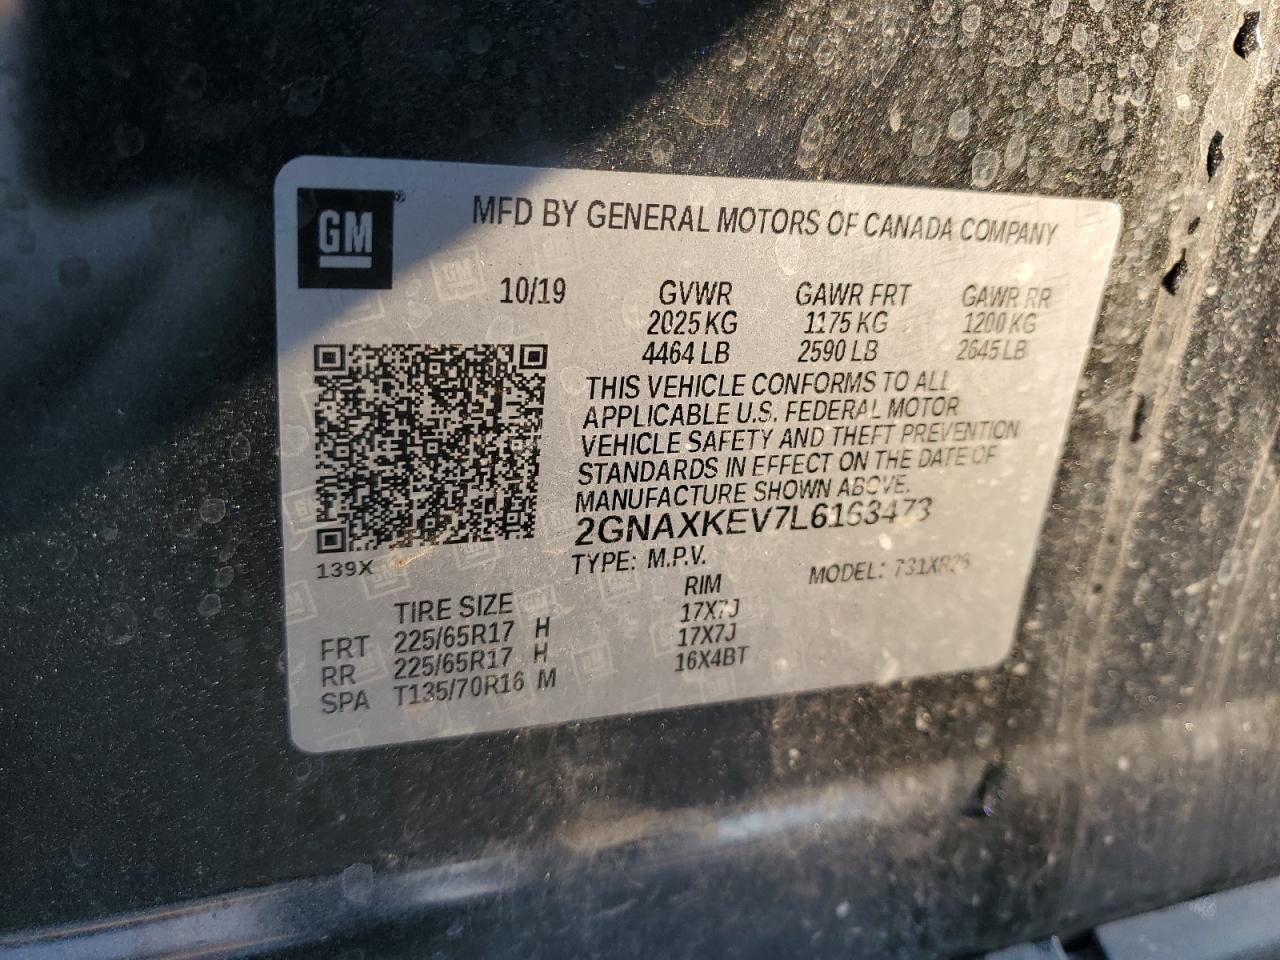 GM®
MFD BY GENERAL MOTORS OF CANADA COMPANY
10/19 GVWR GAWR FRT GAWR RR
2025 KG 1175 KG 1200 KG
4464 LB 2590 LB 2645 LB
THIS VEHICLE CONFORMS TO ALL
APPLICABLE U.S. FEDERAL MOTOR
VEHICLE SAFETY AND THEFT PREVENTION
STANDARDS IN EFFECT ON THE DATE OF
MANUFACTURE SHOWN ABOVE.
2GNAXKEV7L6163473
139X
TYPE: M.P.V. MODEL: 731XR26
TIRE SIZE RIM
FRT 225/65R17 H 17X7J
RR 225/65R17 H 17X7J
SPA T135/70R16 M 16X4BT